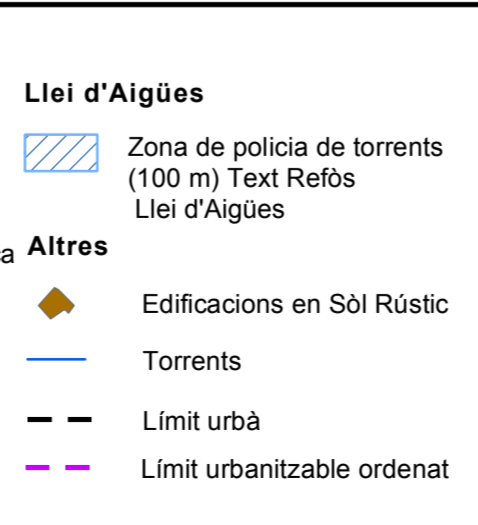 Llei d'Aigües
Zona de policia de torrents
(100 m) Text Refòs
Llei d'Aigües
Altres
Edificacions en Sòl Rústic
Torrents
Límit urbà
Límit urbanitzable ordenat